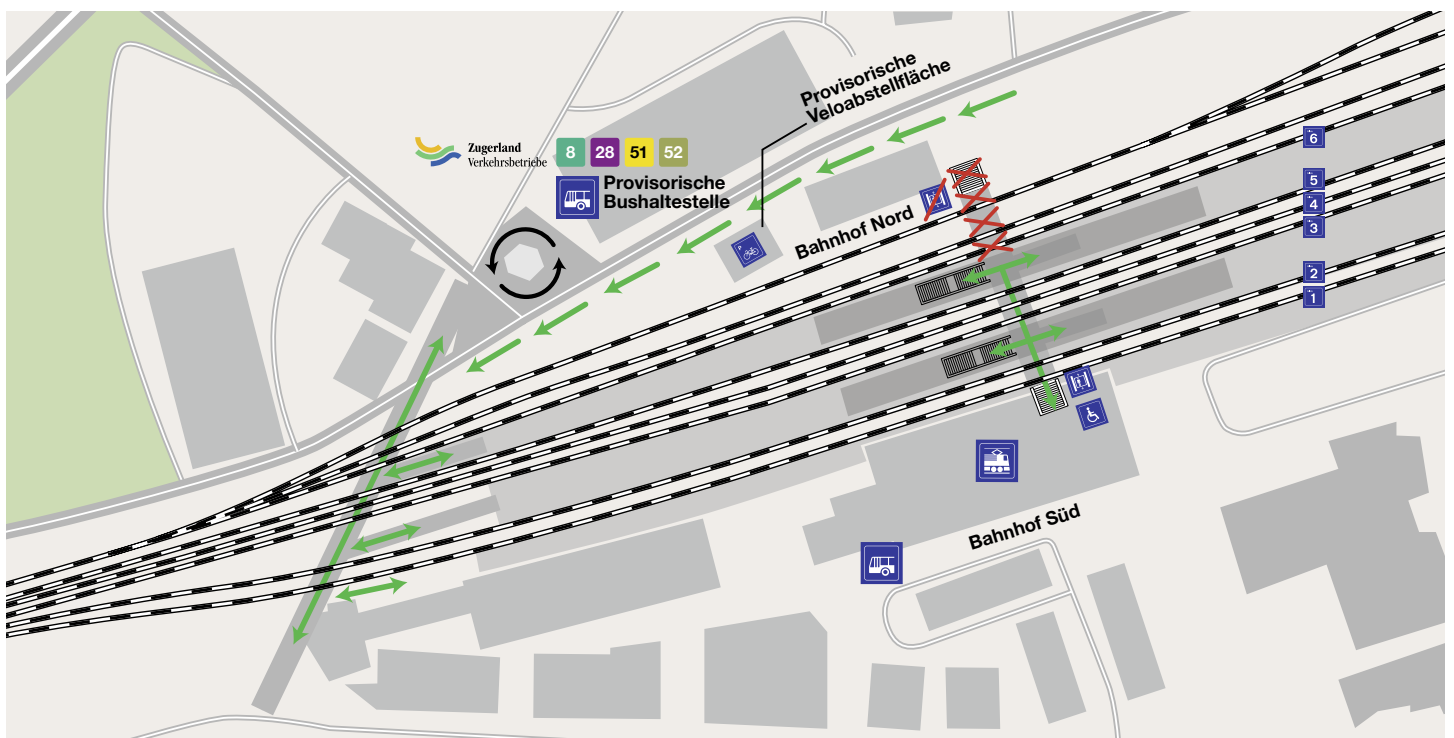 Provisorische
Veloabstellfläche
Zugerland
Verkehrsbetriebe
8 28 51 52
Provisorische
Bushaltestelle
P
Bahnhof Nord
6
5
4
3
2
1
Bahnhof Süd